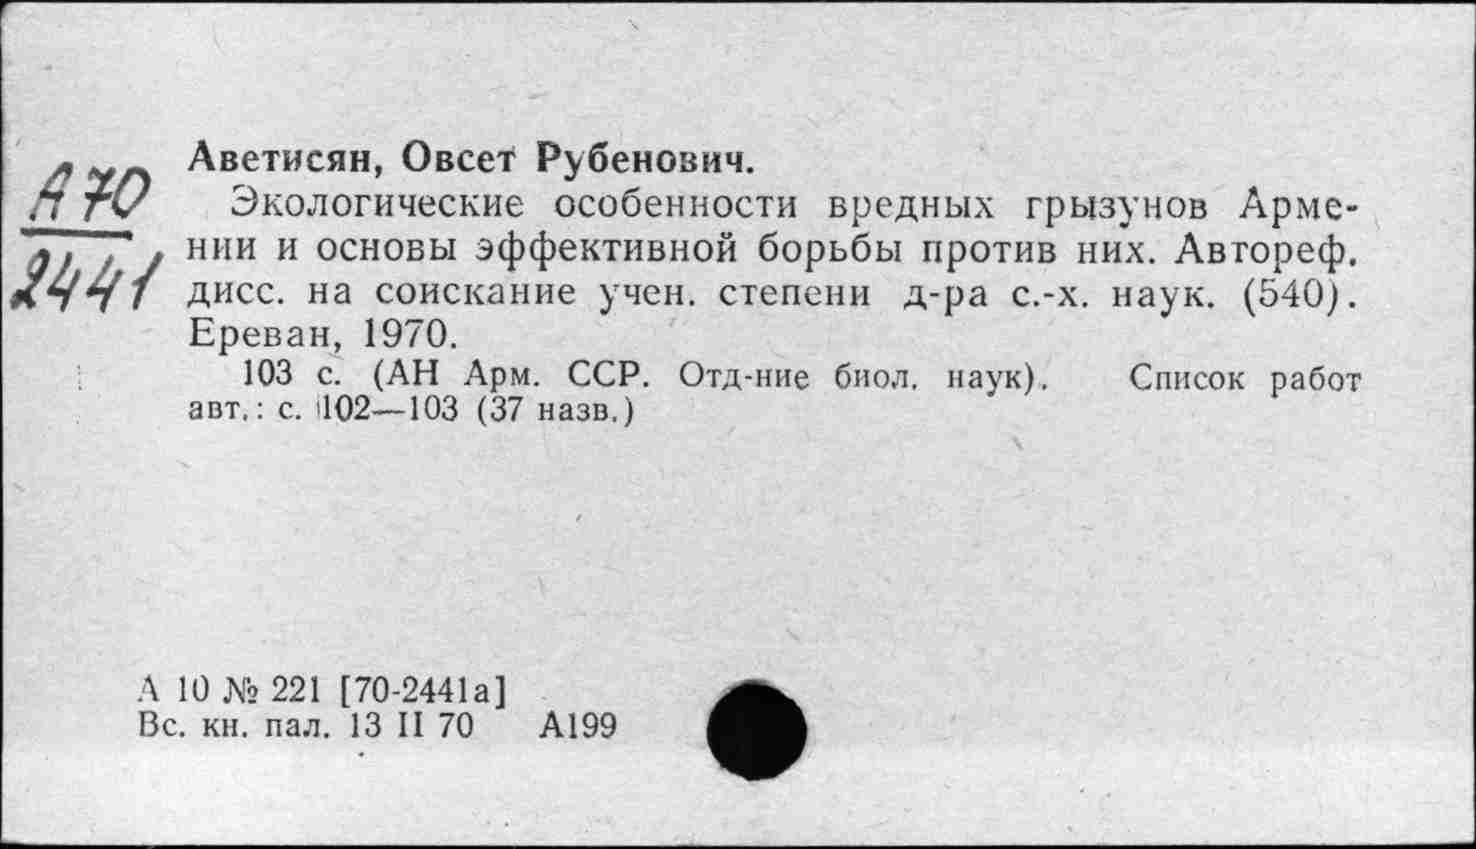 А70
2441
Аветисян, Овсет Рубенович.
Экологические особенности вредных грызунов Арме-
нии и основы эффективной борьбы против них. Автореф.
дисс. на соискание учен. степени д-ра с.-х. наук. (540).
Ереван, 1970.
103 с. (АН Арм. ССР. Отд-ние биол. наук). Список работ
авт.: с. 102—103 (37 назв.)
А 10 № 221 [70-2441а]
Вс. кн. пал. 13 II 70 А199